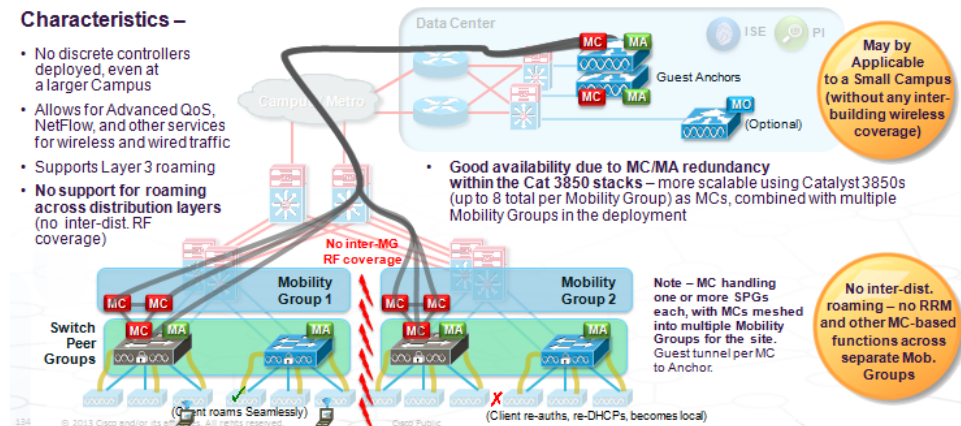 Characteristics –
• No discrete controllers
deployed, even at
a larger Campus
• Allows for Advanced QoS,
NetFlow, and other services
for wireless and wired traffic
• Supports Layer 3 roaming
• No support for roaming
across distribution layers
(no inter-dist. RF
coverage)
Data Center
MC MA
ISE
PI
Guest Anchors
MC MA
MO
(Optional)
May by
Applicable
to a Small Campus
(without any inter-
building wireless
coverage)
Campus Metro
• Good availability due to MC/MA redundancy
within the Cat 3850 stacks – more scalable using Catalyst 3850s
(up to 8 total per Mobility Group) as MCs, combined with multiple
Mobility Groups in the deployment
No inter-MG
RF coverage
Mobility
Group 1
MC MC
Mobility
Group 2
MC MC
Switch
Peer
Groups
MC MA
MA
MC MA
MA
Note – MC handling
one or more SPGs
each, with MCs meshed
into multiple Mobility
Groups for the site.
Guest tunnel per MC
to Anchor.
No inter-dist.
roaming – no RRM
and other MC-based
functions across
separate Mob.
Groups
(Client roams Seamlessly)
(Client re-auths, re-DHCPs, becomes local)
134
© 2013 Cisco and/or its affiliates. All rights reserved.
Cisco Public